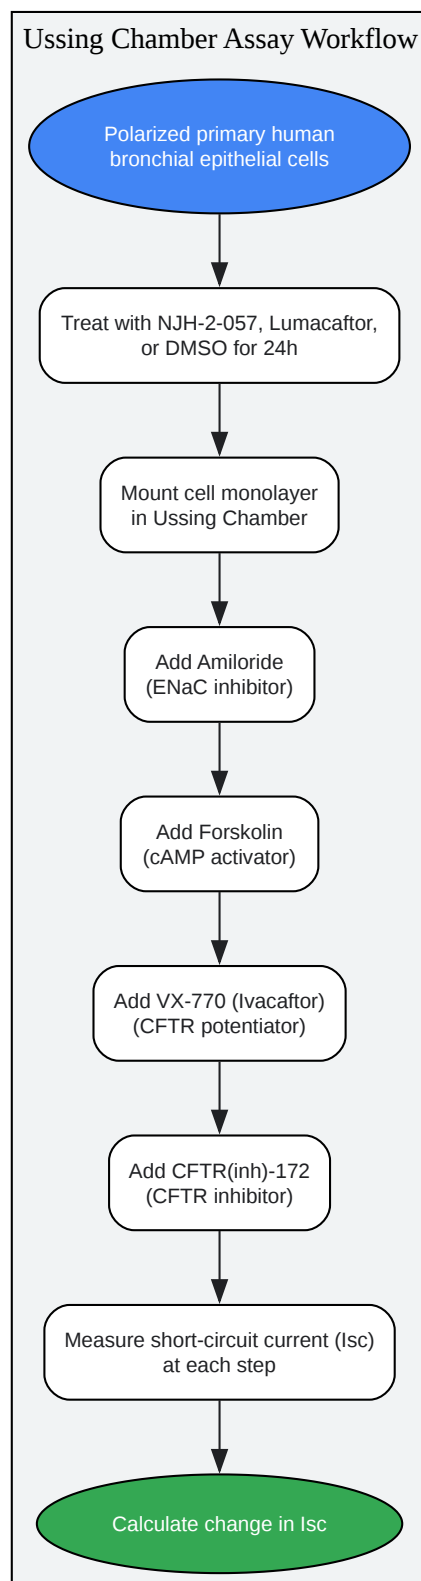 Ussing Chamber Assay Workflow
Polarized primary human
bronchial epithelial cells
Treat with NJH-2-057, Lumacaftor,
or DMSO for 24h
Mount cell monolayer
in Ussing Chamber
Add Amiloride
(ENaC inhibitor)
Add Forskolin
(cAMP activator)
Add VX-770 (Ivacaftor)
(CFTR potentiator)
Add CFTR(inh)-172
(CFTR inhibitor)
Measure short-circuit current (Isc)
at each step
Calculate change in Isc